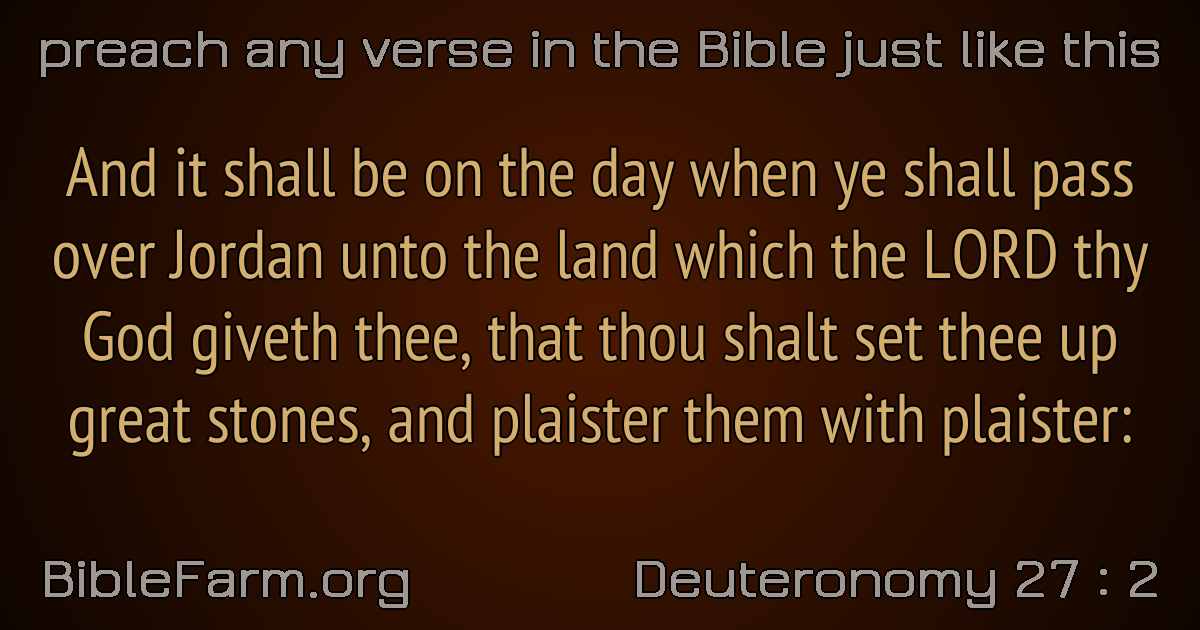 preach any verse in the Bible just like this
And it shall be on the day when ye shall pass
over Jordan unto the land which the LORD thy
God giveth thee, that thou shalt set thee up
great stones, and plaister them with plaister:
BibleFarm.org
Deuteronomy 27 : 2